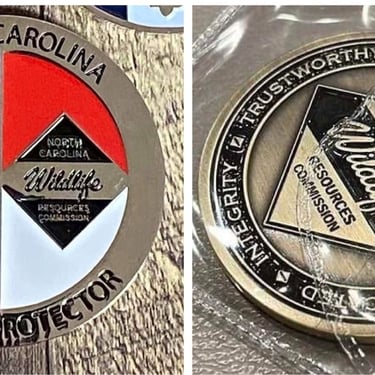 CAROLINA
NORTH
CAROLINA
Wildlife
RESOURCES
COMMISSION
PROTECTOR
TRUSTWORTHY
INTEGRITY
RESOURCES
COMMISSION